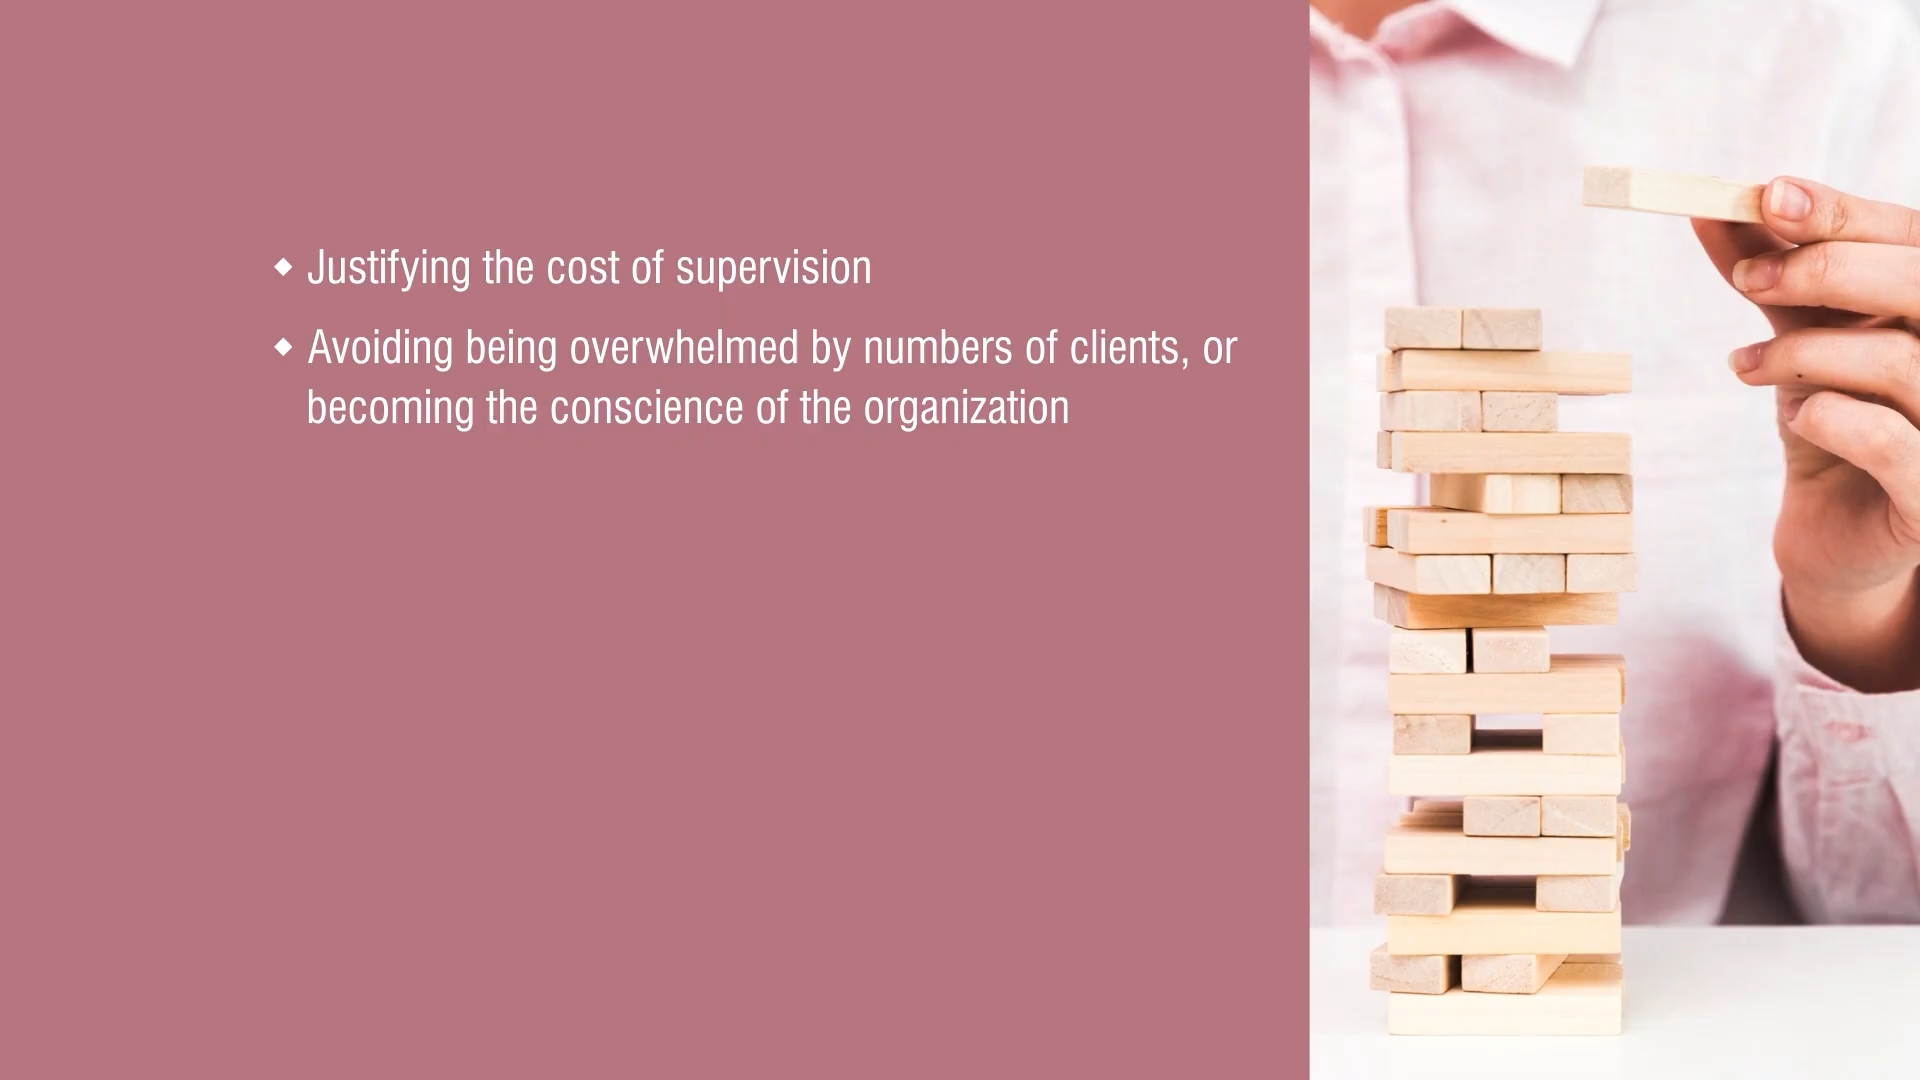 ◆ Justifying the cost of supervision
◆ Avoiding being overwhelmed by numbers of clients, or
becoming the conscience of the organization